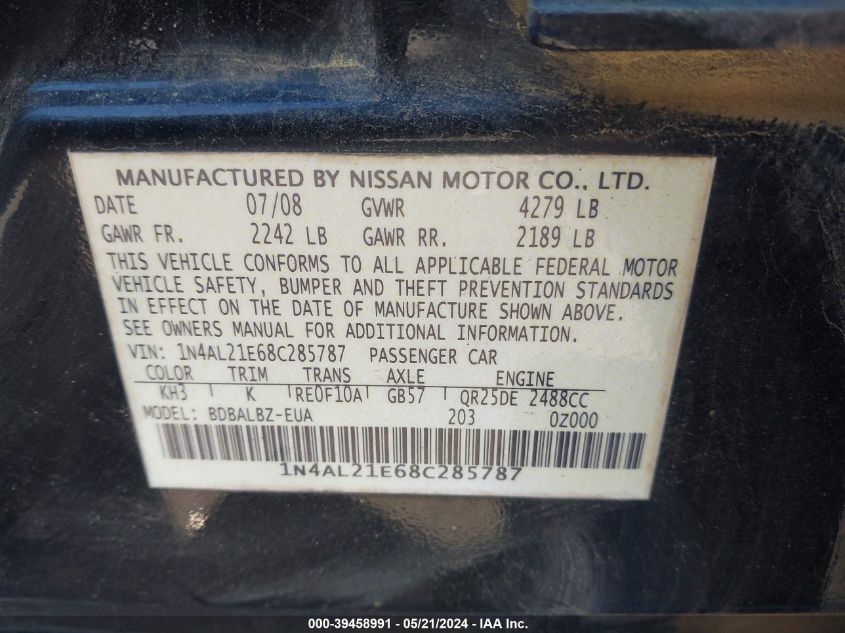 MANUFACTURED BY NISSAN MOTOR CO., LTD.
DATE 07/08 GVWR 4279 LB
GAWR FR. 2242 LB GAWR RR. 2189 LB
THIS VEHICLE CONFORMS TO ALL APPLICABLE FEDERAL MOTOR
VEHICLE SAFETY, BUMPER AND THEFT PREVENTION STANDARDS
IN EFFECT ON THE DATE OF MANUFACTURE SHOWN ABOVE.
SEE OWNERS MANUAL FOR ADDITIONAL INFORMATION.
VIN: 1N4AL21E68C285787 PASSENGER CAR
COLOR TRIM TRANS AXLE ENGINE
KH3 K RE0F10A GB57 QR25DE 2488CC
MODEL: BDBALBZ-EUA 203 0Z000
1N4AL21E68C285787
000-39458991 - 05/21/2024 - IAA Inc.